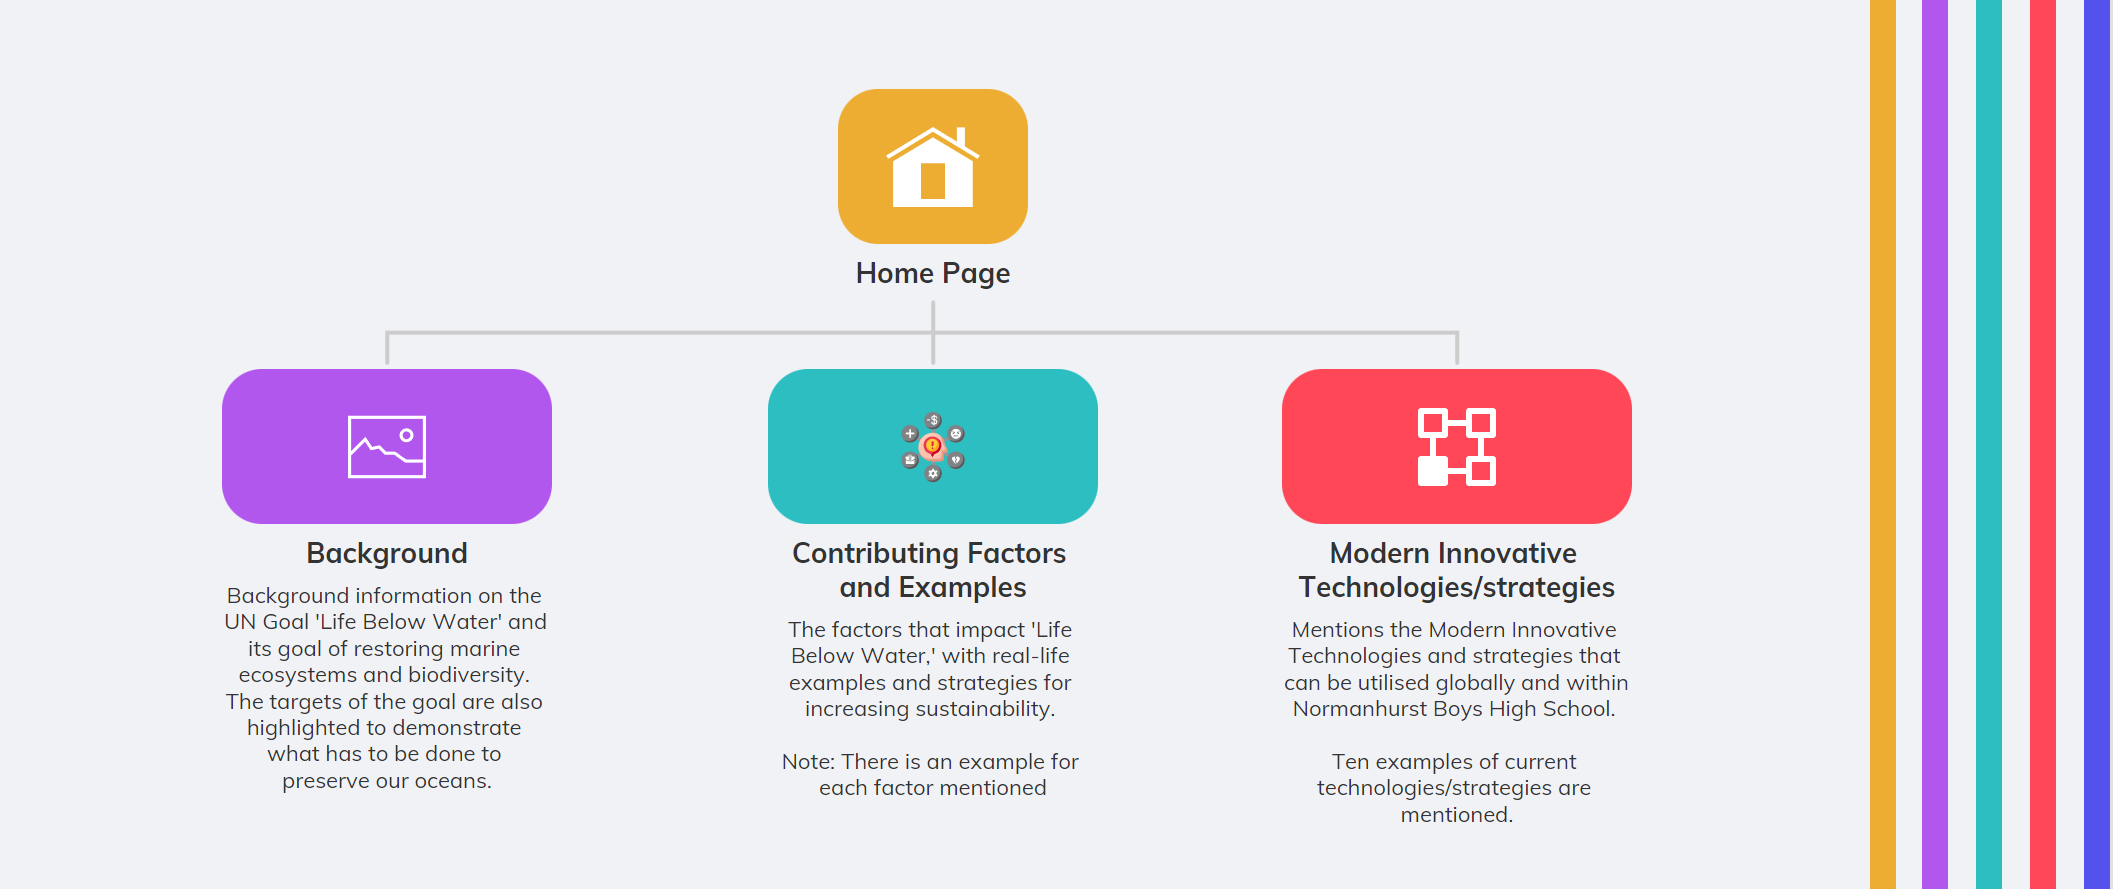 Home Page
Background
Background information on the
UN Goal 'Life Below Water' and
its goal of restoring marine
ecosystems and biodiversity.
The targets of the goal are also
highlighted to demonstrate
what has to be done to
preserve our oceans.
Contributing Factors
and Examples
The factors that impact 'Life
Below Water,' with real-life
examples and strategies for
increasing sustainability.
Note: There is an example for
each factor mentioned
Modern Innovative
Technologies/strategies
Mentions the Modern Innovative
Technologies and strategies that
can be utilised globally and within
Normanhurst Boys High School.
Ten examples of current
technologies/strategies are
mentioned.